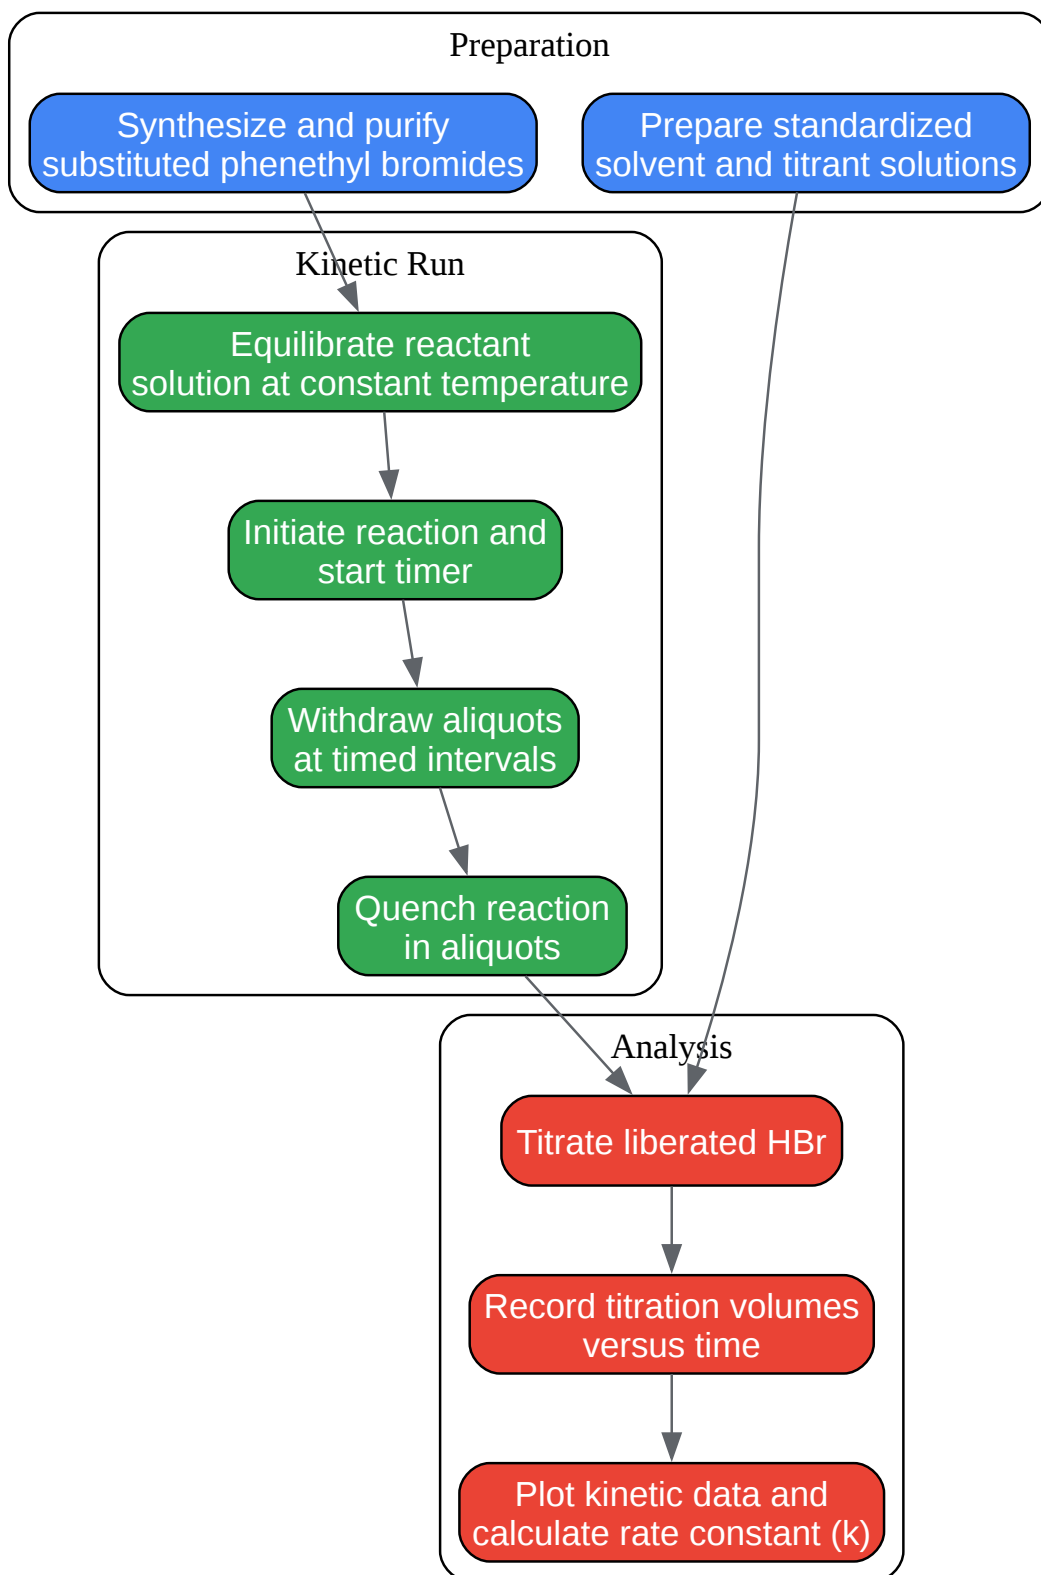 Preparation
Synthesize and purify
substituted phenethyl bromides
Prepare standardized
solvent and titrant solutions
Kinetic Run
Equilibrate reactant
solution at constant temperature
Initiate reaction and
start timer
Withdraw aliquots
at timed intervals
Quench reaction
in aliquots
Analysis
Titrate liberated HBr
Record titration volumes
versus time
Plot kinetic data and
calculate rate constant (k)